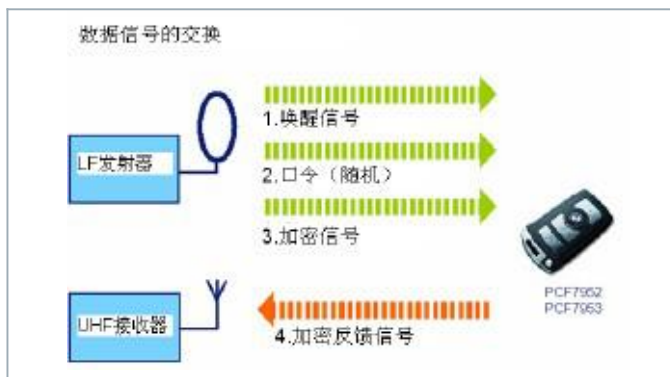 数据信号的交换
1.唤醒信号
LF发射器
2.口令（随机）
3.加密信号
PCF7952
PCF7953
UHF接收器
4.加密反馈信号